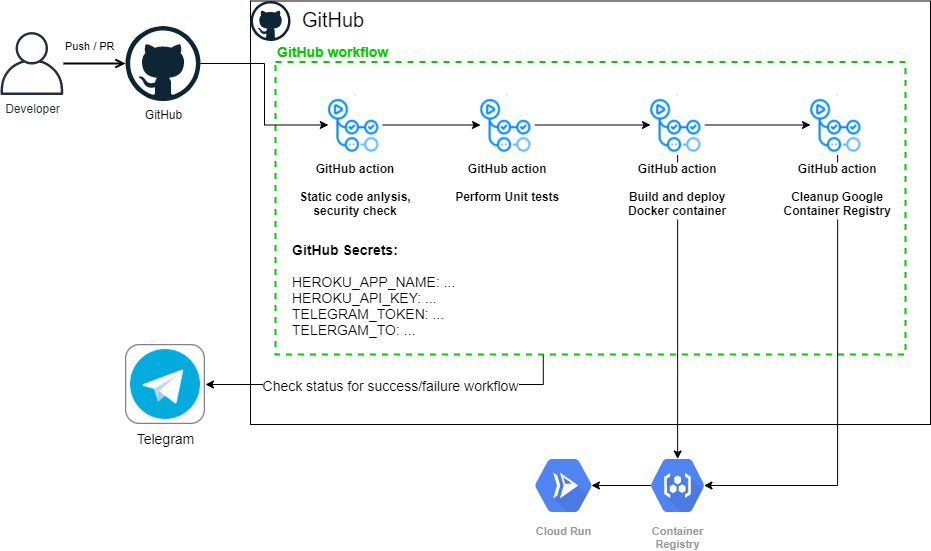 GitHub
GitHub workflow
Push / PR
Developer
GitHub
GitHub action
Static code anlysis,
security check
GitHub action
Perform Unit tests
GitHub action
Build and deploy
Docker container
GitHub action
Cleanup Google
Container Registry
GitHub Secrets:
HEROKU_APP_NAME: ...
HEROKU_API_KEY: ...
TELEGRAM_TOKEN: ...
TELERGAM_TO: ...
Check status for success/failure workflow
Telegram
Cloud Run
Container
Registry